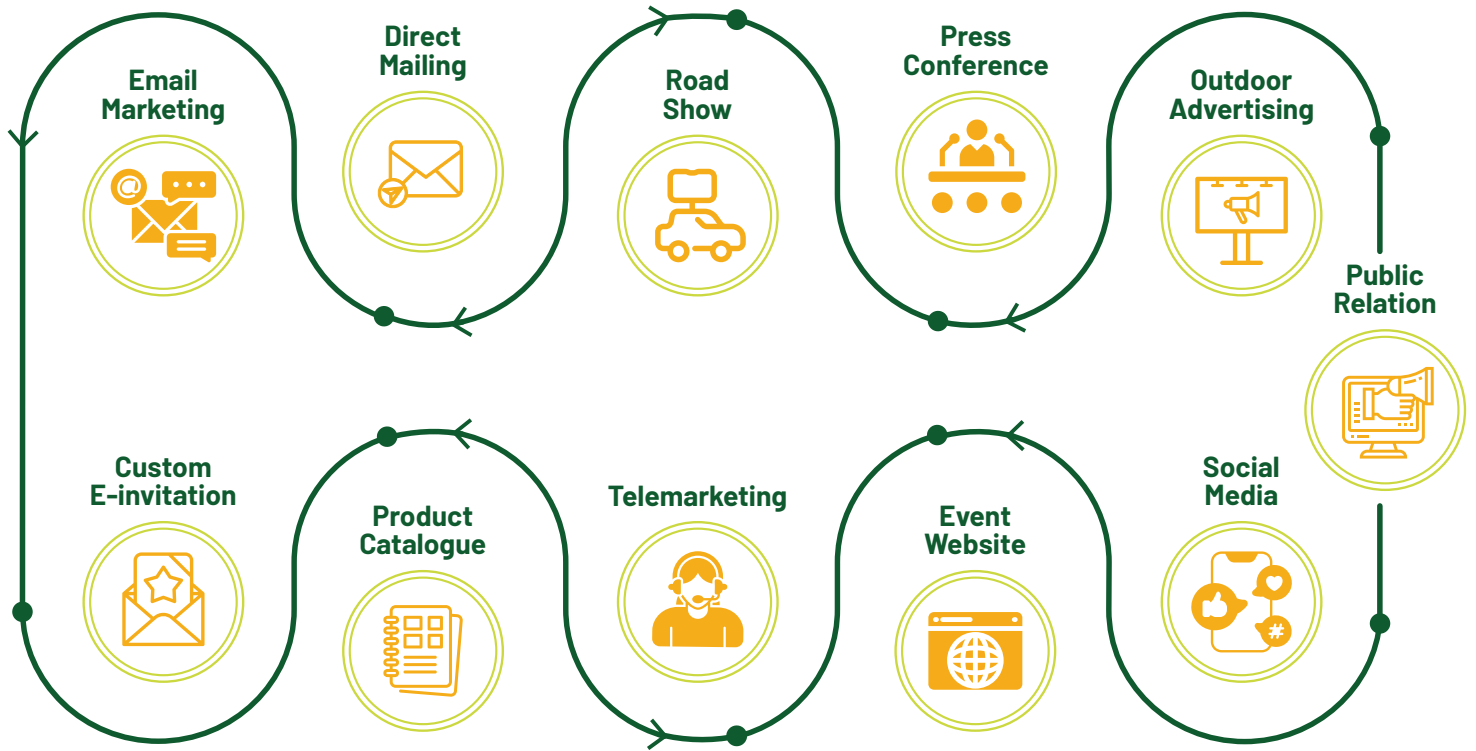 Email
Marketing
Direct
Mailing
Road
Show
Press
Conference
Outdoor
Advertising
Public
Relation
Custom
E-invitation
Product
Catalogue
Telemarketing
Event
Website
Social
Media
@
#